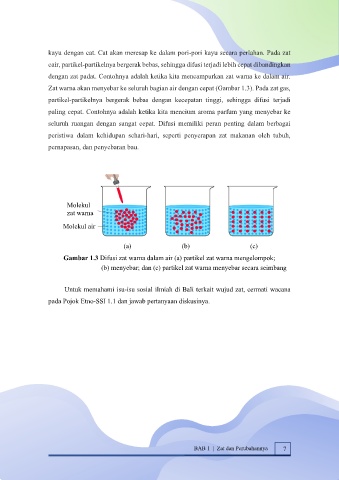 kayu dengan cat. Cat akan meresap ke dalam pori-pori kayu secara perlahan. Pada zat
cair, partikel-partikelnya bergerak bebas, sehingga difusi terjadi lebih cepat dibandingkan
dengan zat padat. Contohnya adalah ketika kita mencampurkan zat warna ke dalam air.
Zat warna akan menyebar ke seluruh bagian air dengan cepat (Gambar 1.3). Pada zat gas,
partikel-partikelnya bergerak bebas dengan kecepatan tinggi, sehingga difusi terjadi
paling cepat. Contohnya adalah ketika kita mencium aroma parfum yang menyebar ke
seluruh ruangan dengan sangat cepat. Difusi memiliki peran penting dalam berbagai
peristiwa dalam kehidupan sehari-hari, seperti penyerapan zat makanan oleh tubuh,
pernapasan, dan penyebaran bau.
Molekul
zat warna
Molekul air
(a) (b) (c)
Gambar 1.3 Difusi zat warna dalam air (a) partikel zat warna mengelompok;
(b) menyebar; dan (c) partikel zat warna menyebar secara seimbang
Untuk memahami isu-isu sosial ilmiah di Bali terkait wujud zat, cermati wacana
pada Pojok Etno-SSI 1.1 dan jawab pertanyaan diskusinya.
BAB 1 | Zat dan Perubahannya 7